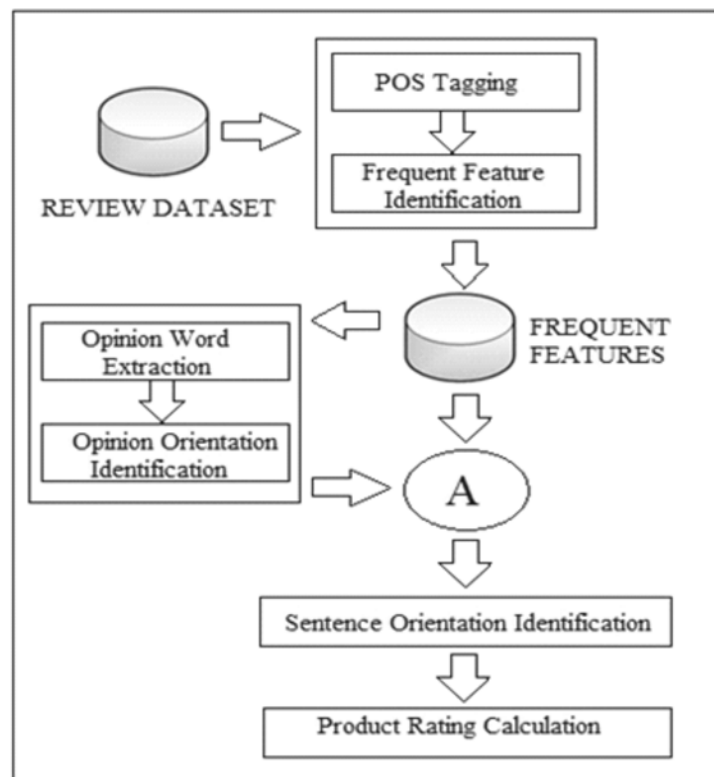 POS Tagging
Frequent Feature
Identification
REVIEW DATASET
FREQUENT
FEATURES
Opinion Word
Extraction
Opinion Orientation
Identification
A
Sentence Orientation Identification
Product Rating Calculation